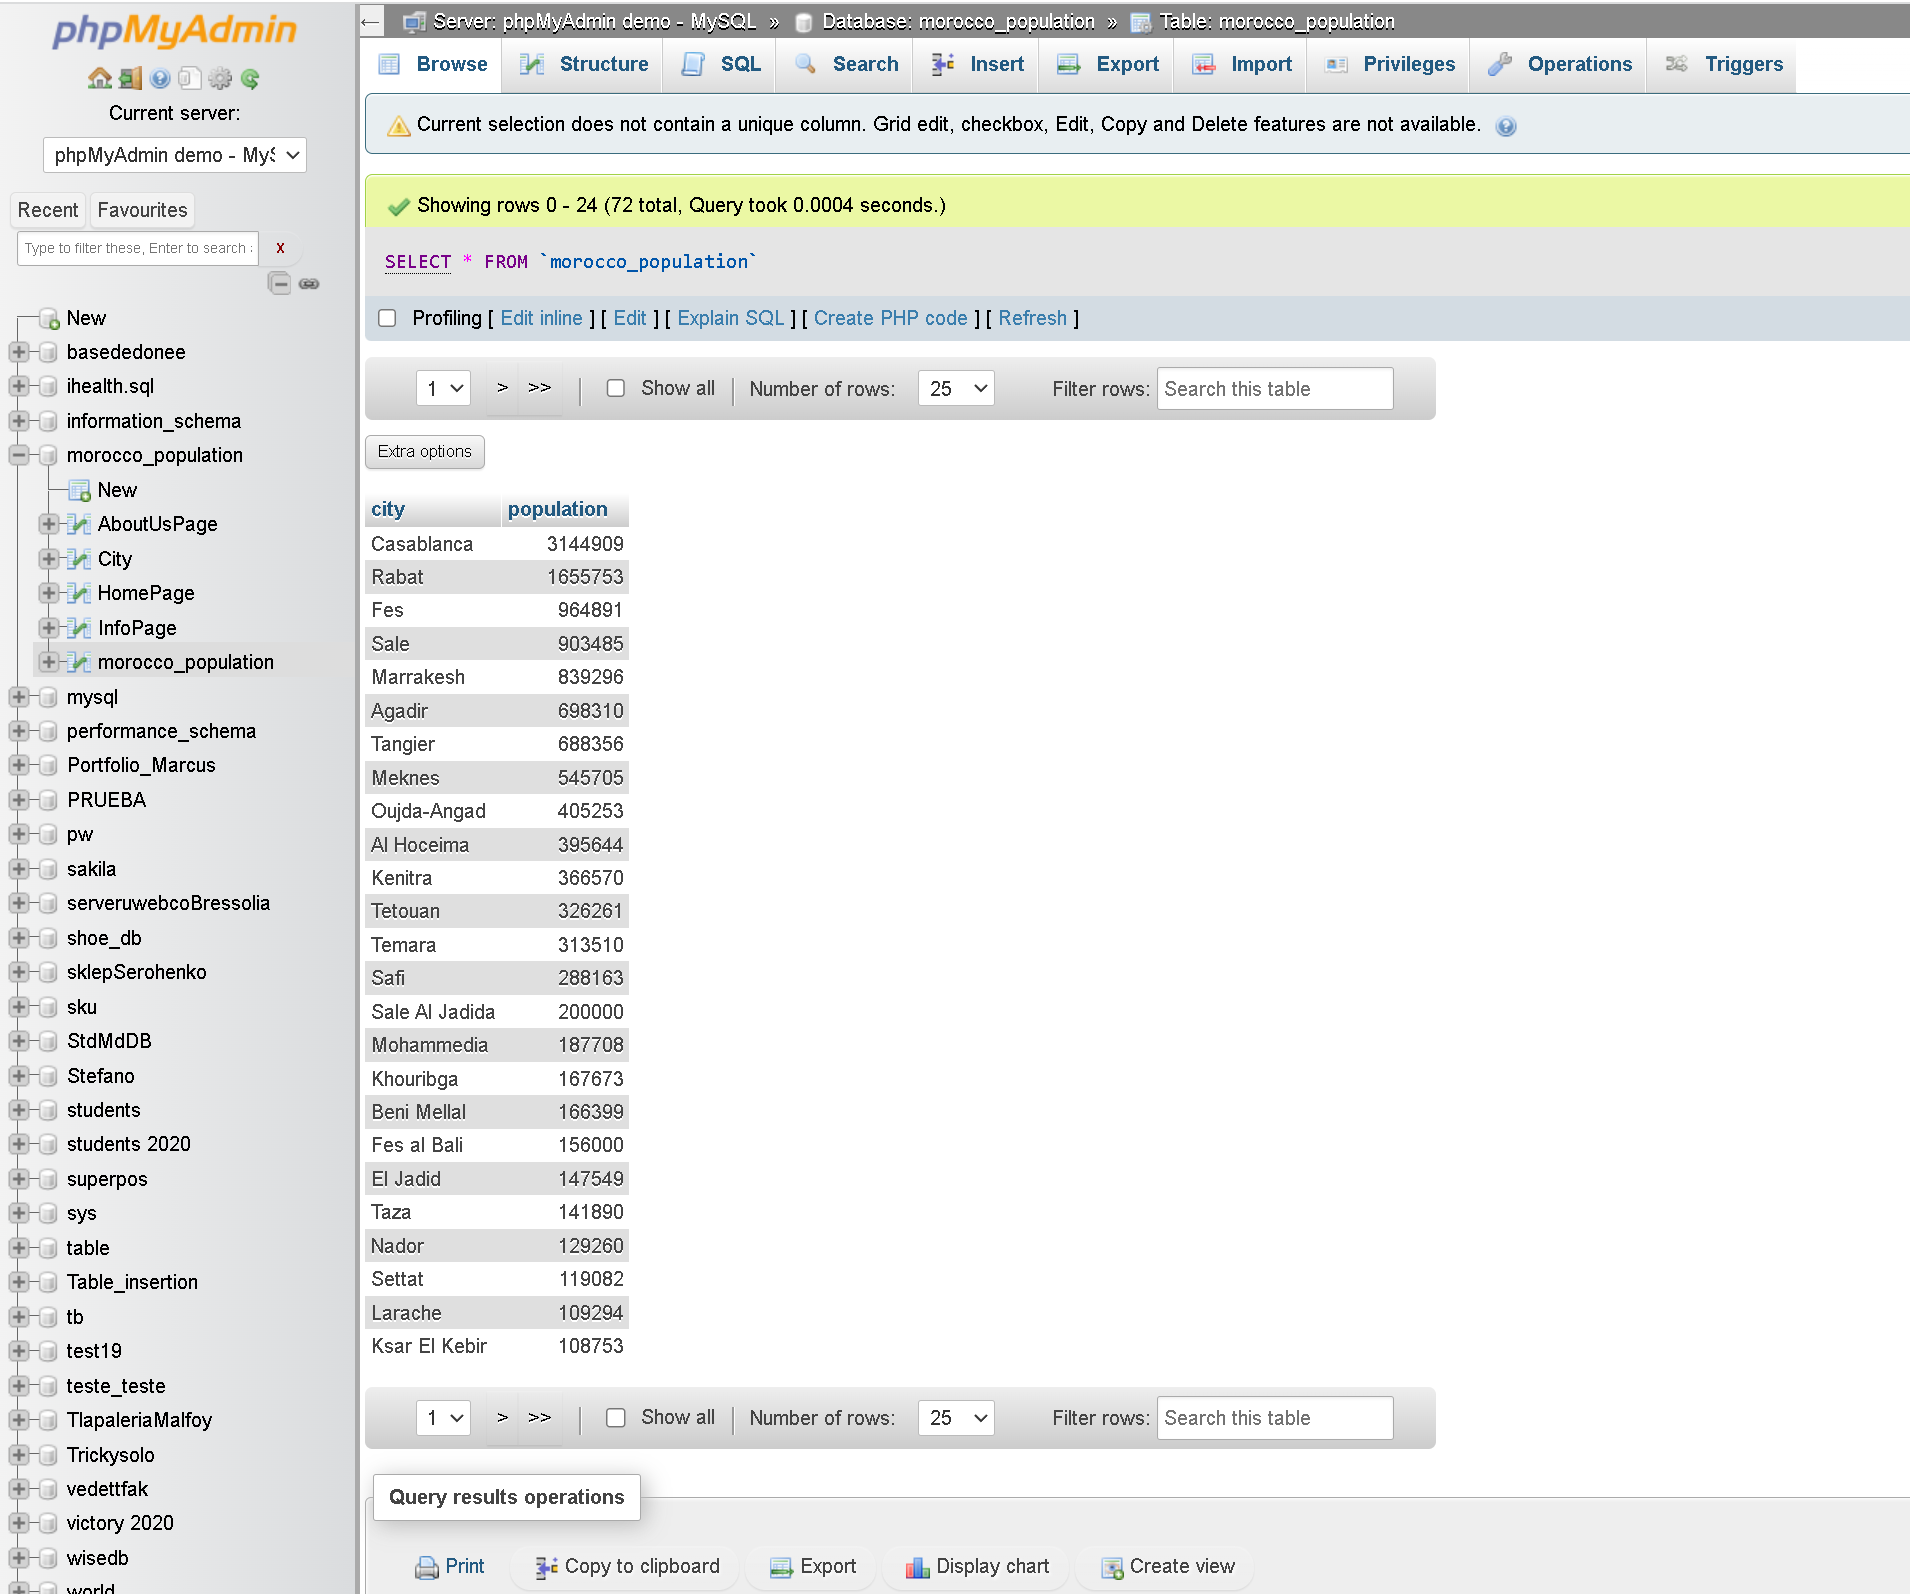 phpMyAdmin
Current server:
phpMyAdmin demo - MyS
Recent Favourites
Type to filter these, Enter to search X
New
basededonee
ihealth.sql
information_schema
morocco_population
New
AboutUsPage
City
HomePage
InfoPage
morocco_population
mysql
performance_schema
Portfolio_Marcus
PRUEBA
pw
sakila
serveruwebcoBressolia
shoe_db
sklepSerohenko
sku
StdMdDB
Stefano
students
students 2020
superpos
sys
table
Table_insertion
tb
test19
teste_teste
TlapaleriaMalfoy
Trickysolo
vedettfak
victory 2020
wisedb
world
← Server: phpMyAdmin demo - MySQL » Database: morocco_population » Table: morocco_population
Browse Structure SQL Search Insert Export Import Privileges Operations Triggers
Current selection does not contain a unique column. Grid edit, checkbox, Edit, Copy and Delete features are not available.
Showing rows 0 - 24 (72 total, Query took 0.0004 seconds.)
SELECT * FROM `morocco_population`
Profiling [ Edit inline ] [ Edit ] [ Explain SQL ] [ Create PHP code ] [ Refresh ]
1 > >> | Show all | Number of rows: 25 Filter rows: Search this table
Extra options
city population
Casablanca 3144909
Rabat 1655753
Fes 964891
Sale 903485
Marrakesh 839296
Agadir 698310
Tangier 688356
Meknes 545705
Oujda-Angad 405253
Al Hoceima 395644
Kenitra 366570
Tetouan 326261
Temara 313510
Safi 288163
Sale Al Jadida 200000
Mohammedia 187708
Khouribga 167673
Beni Mellal 166399
Fes al Bali 156000
El Jadid 147549
Taza 141890
Nador 129260
Settat 119082
Larache 109294
Ksar El Kebir 108753
1 > >> | Show all | Number of rows: 25 Filter rows: Search this table
Query results operations
Print Copy to clipboard Export Display chart Create view